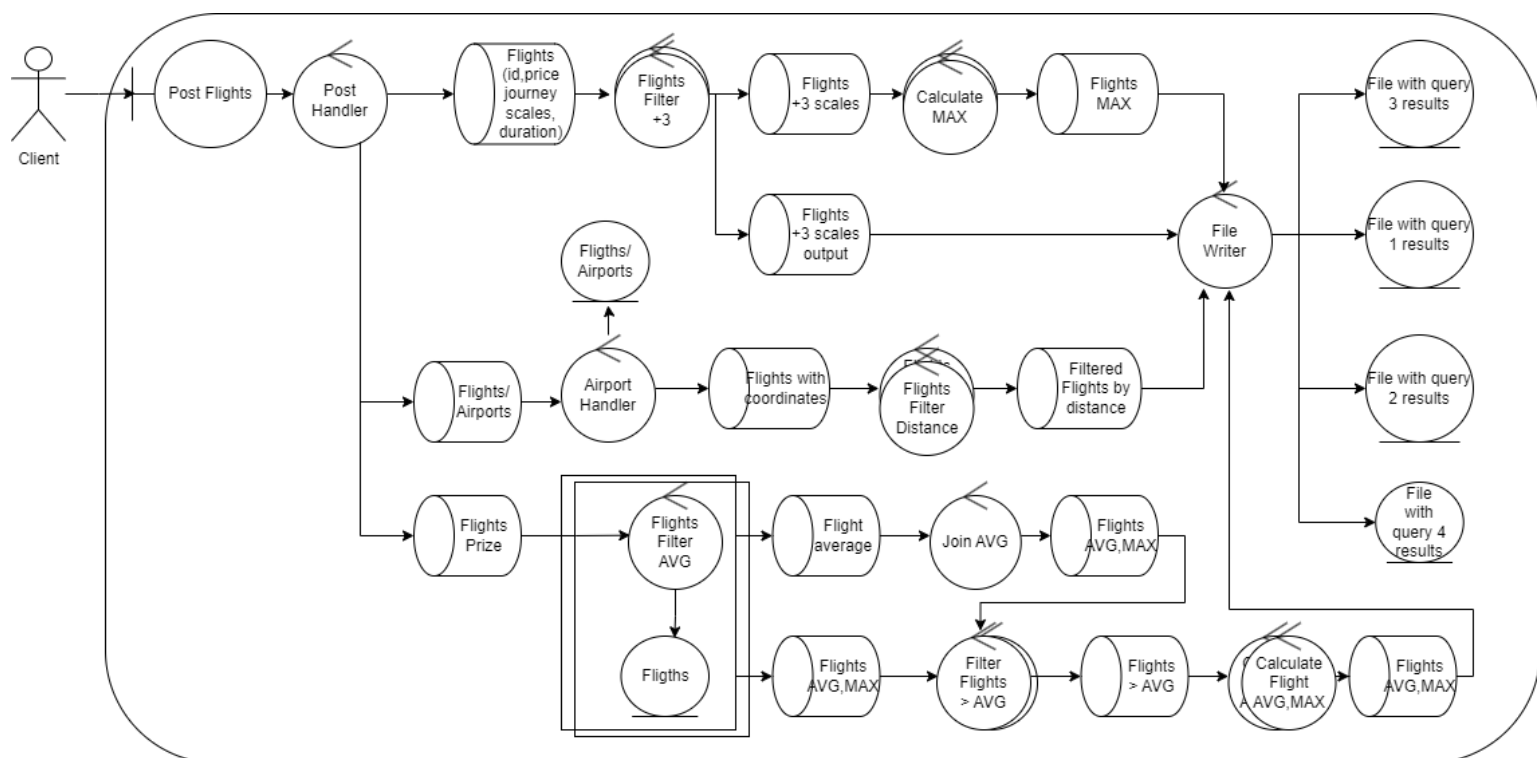 Client
Post Flights
Post
Handler
Flights
(id,price
journey
scales,
duration)
Flights
Filter
+3
Flights
+3 scales
Calculate
MAX
Flights
MAX
File with query
3 results
Flights
+3 scales
output
File
Writer
File with query
1 results
Fligths/
Airports
Flights/
Airports
Airport
Handler
Flights with
coordinates
Flights
Filter
Distance
Filtered
Flights by
distance
File with query
2 results
Flights
Prize
Flights
Filter
AVG
Flight
average
Join AVG
Flights
AVG,MAX
File
with
query 4
results
Fligths
Flights
AVG,MAX
Filter
Flights
> AVG
Flights
> AVG
Calculate
Flight
AVG,MAX
Flights
AVG,MAX